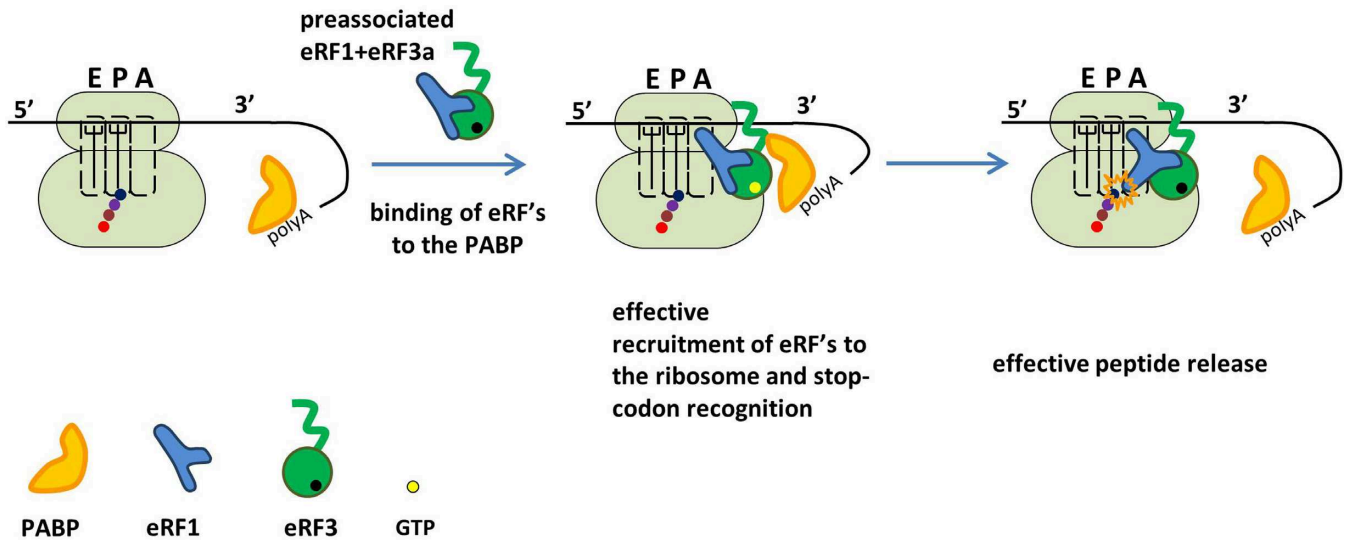 preassociated
eRF1+eRF3a
E P A
5’
3’
polyA
binding of eRF’s
to the PABP
E P A
5’
3’
polyA
effective
recruitment of eRF’s to
the ribosome and stop-
codon recognition
E P A
5’
3’
polyA
effective peptide release
PABP
eRF1
eRF3
GTP